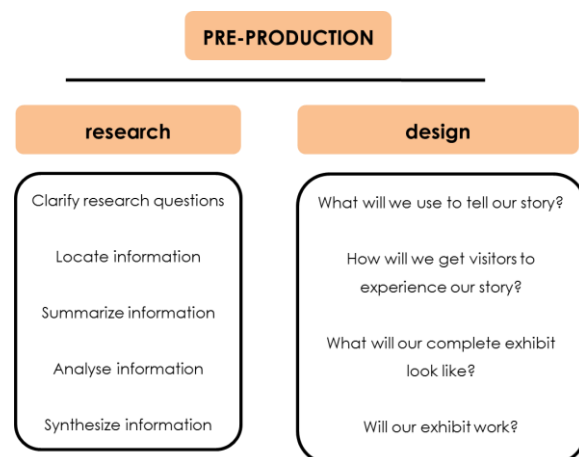 PRE-PRODUCTION
research
Clarify research questions
Locate information
Summarize information
Analyse information
Synthesize information
design
What will we use to tell our story?
How will we get visitors to
experience our story?
What will our complete exhibit
look like?
Will our exhibit work?